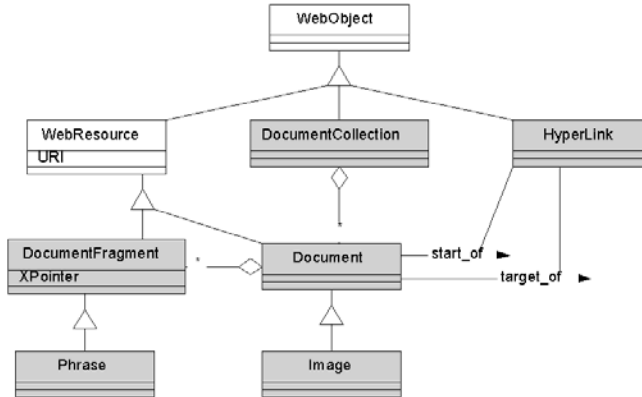 WebObject
WebResource
URI
DocumentCollection
HyperLink
*
DocumentFragment
XPointer
*
Document
start_of
target_of
Phrase
Image